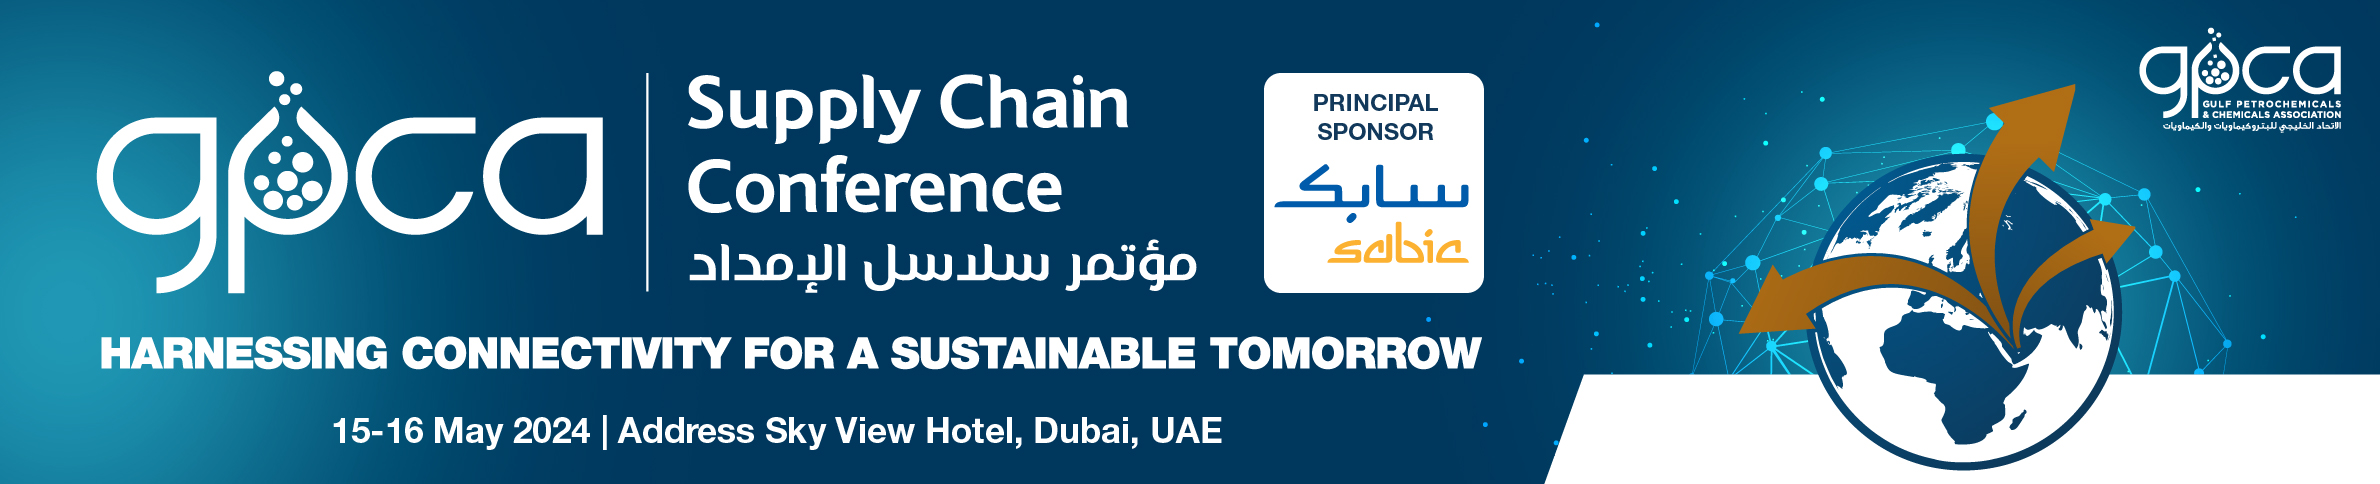 gpca
Supply Chain
Conference
مؤتمر سلاسل الإمداد
PRINCIPAL
SPONSOR
سابک
sabic
HARNESSING CONNECTIVITY FOR A SUSTAINABLE TOMORROW
15-16 May 2024 | Address Sky View Hotel, Dubai, UAE
gpca
GULF PETROCHEMICALS
& CHEMICALS ASSOCIATION
الاتحاد الخليجي للبتروكيماويات والكيماويات